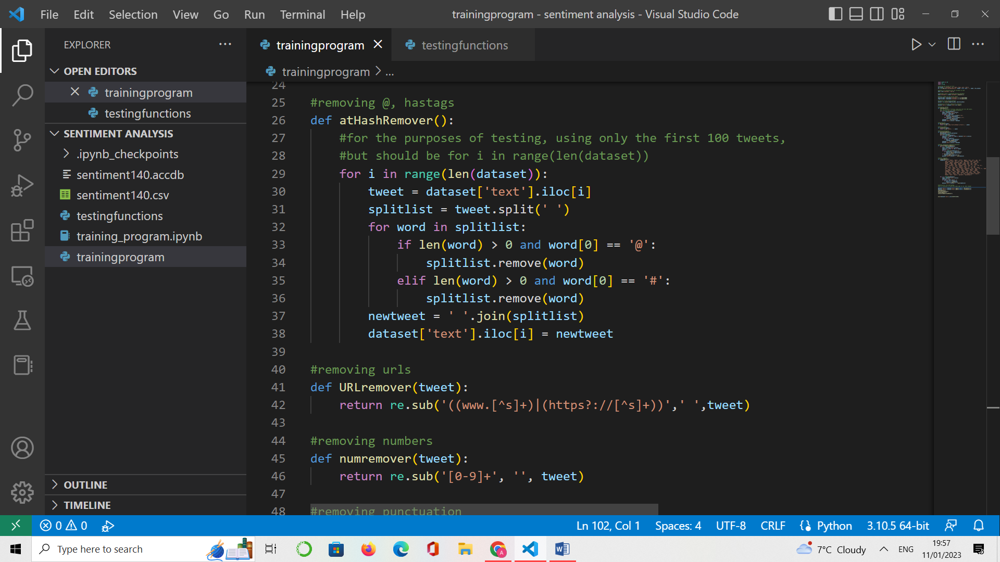 File Edit Selection View Go Run Terminal Help
trainingprogram - sentiment analysis - Visual Studio Code
EXPLORER
OPEN EDITORS
trainingprogram
testingfunctions
SENTIMENT ANALYSIS
.ipynb_checkpoints
sentiment140.accdb
sentiment140.csv
testingfunctions
training_program.ipynb
trainingprogram
OUTLINE
TIMELINE
trainingprogram
testingfunctions
trainingprogram > ...
24
25 #removing @, hastags
26 def atHashRemover():
27     #for the purposes of testing, using only the first 100 tweets,
28     #but should be for i in range(len(dataset))
29     for i in range(len(dataset)):
30         tweet = dataset['text'].iloc[i]
31         splitlist = tweet.split(' ')
32         for word in splitlist:
33             if len(word) > 0 and word[0] == '@':
34                 splitlist.remove(word)
35             elif len(word) > 0 and word[0] == '#':
36                 splitlist.remove(word)
37         newtweet = ' '.join(splitlist)
38         dataset['text'].iloc[i] = newtweet
39
40 #removing urls
41 def URLremover(tweet):
42     return re.sub('((www.[^s]+)|(https?://[^s]+))',' ',tweet)
43
44 #removing numbers
45 def numremover(tweet):
46     return re.sub('[0-9]+', '', tweet)
47
48 #removing punctuation
0 0
Ln 102, Col 1 Spaces: 4 UTF-8 CRLF Python 3.10.5 64-bit
Type here to search
7°C Cloudy
ENG
19:57
11/01/2023